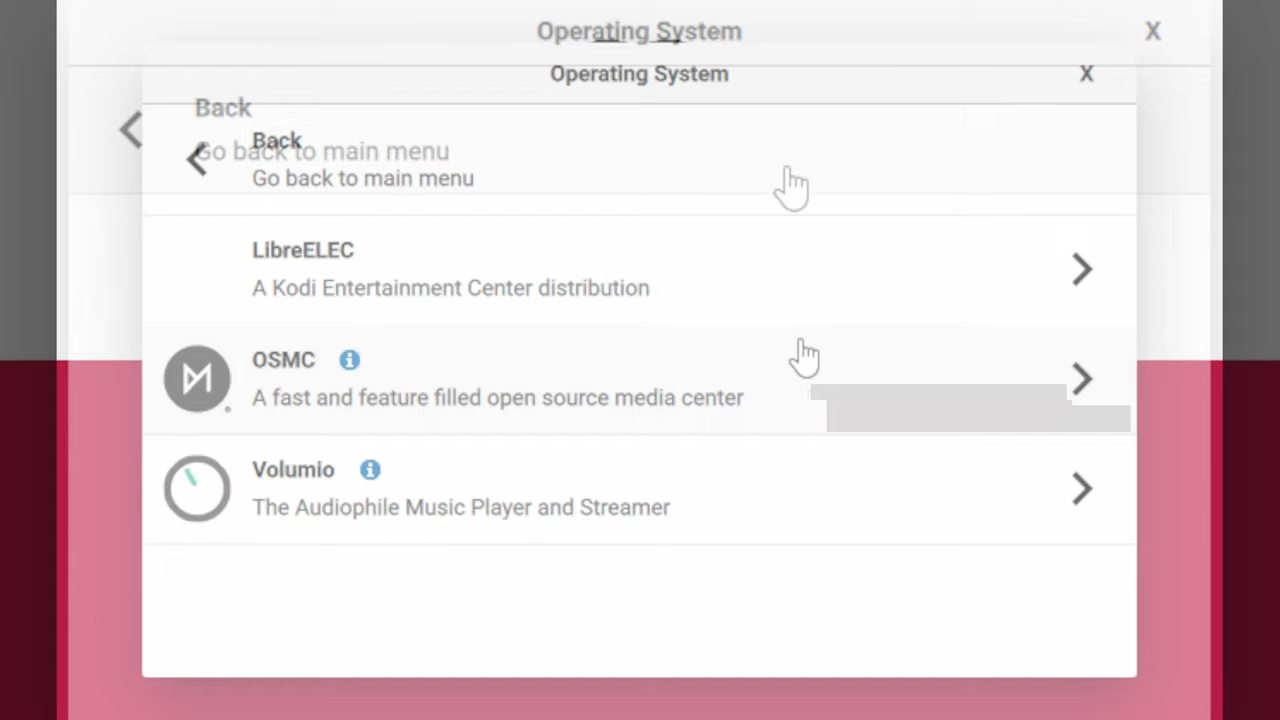 Operating System X
Operating System X
Back
Back
Go back to main menu
Go back to main menu
LibreELEC
A Kodi Entertainment Center distribution
OSMC
A fast and feature filled open source media center
Volumio
The Audiophile Music Player and Streamer